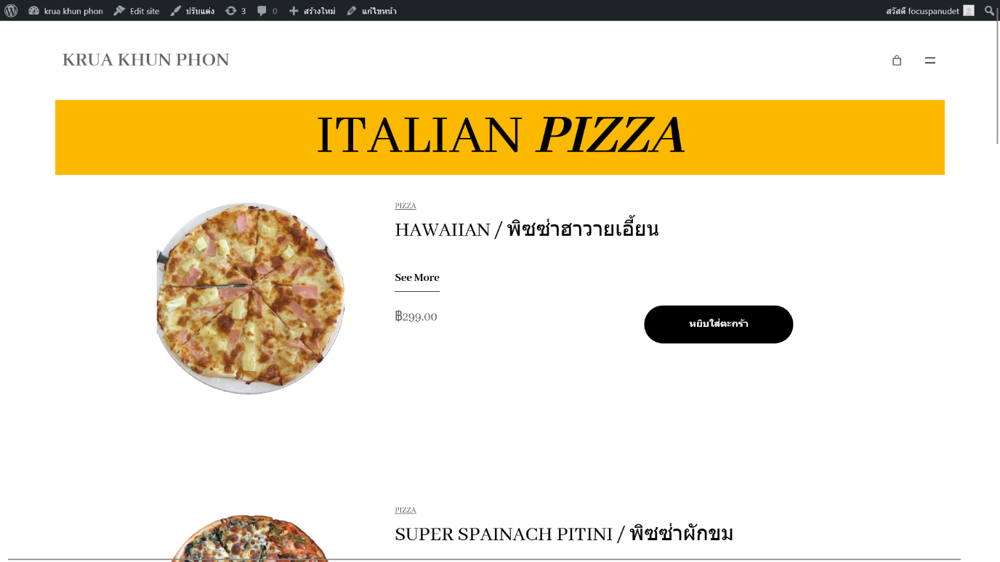 krua khun phon Edit site ปรับแต่ง 3 0 สร้างใหม่ แก้ไขหน้า สวัสดี focuspanudet
KRUA KHUN PHON
ITALIAN PIZZA
PIZZA
HAWAIIAN / พิซซ่าฮาวายเอี้ยน
See More
฿299.00
หยิบใส่ตะกร้า
PIZZA
SUPER SPAINACH PITINI / พิซซ่าผักขม